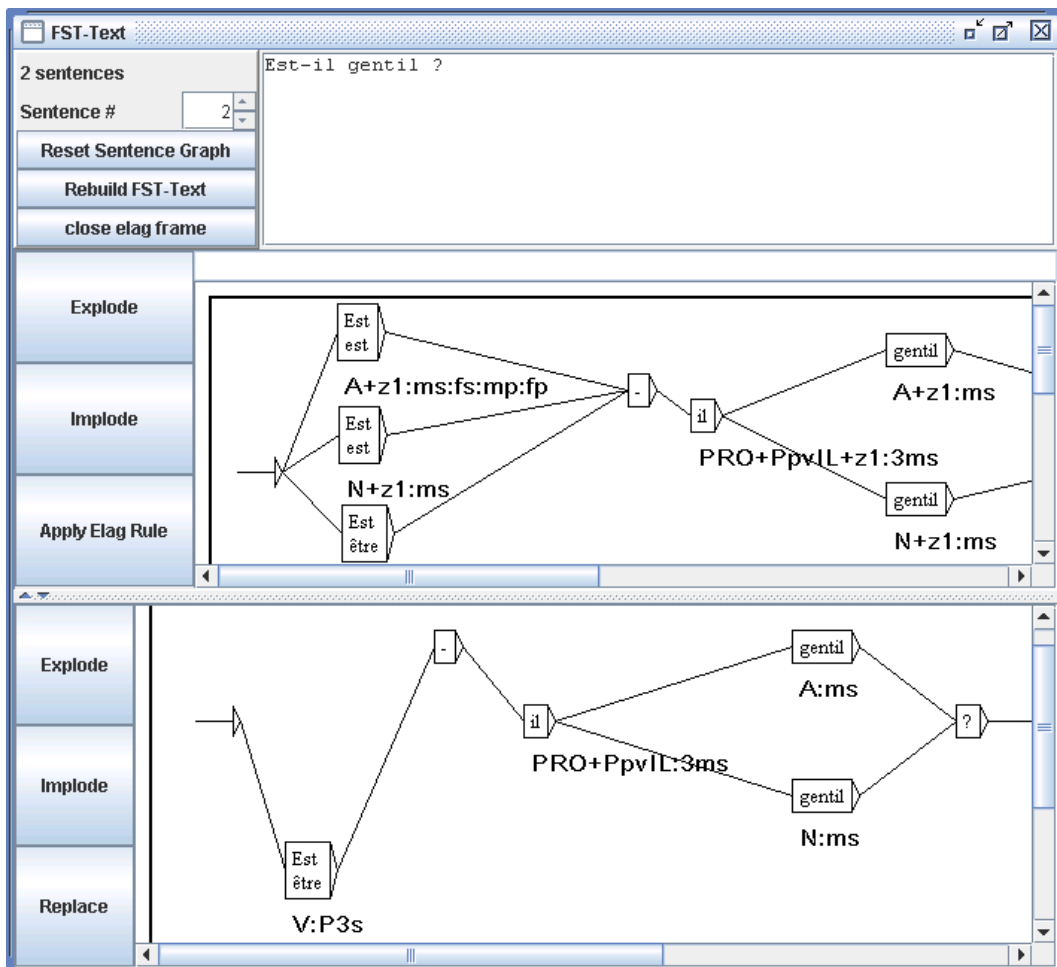 FST-Text
2 sentences
Sentence # 2
Reset Sentence Graph
Rebuild FST-Text
close elag frame
Est-il gentil ?
Explode
Implode
Apply Elag Rule
Est
est
A+z1:ms:fs:mp:fp
Est
est
N+z1:ms
Est
être
-
il
PRO+PpvIL+z1:3ms
gentil
A+z1:ms
gentil
N+z1:ms
Explode
Implode
Replace
Est
être
V:P3s
-
il
PRO+PpvIL:3ms
gentil
A:ms
gentil
N:ms
?